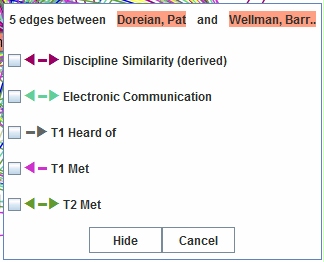 5 edges between Doreian, Pat and Wellman, Barr..
Discipline Similarity (derived)
Electronic Communication
T1 Heard of
T1 Met
T2 Met
Hide Cancel